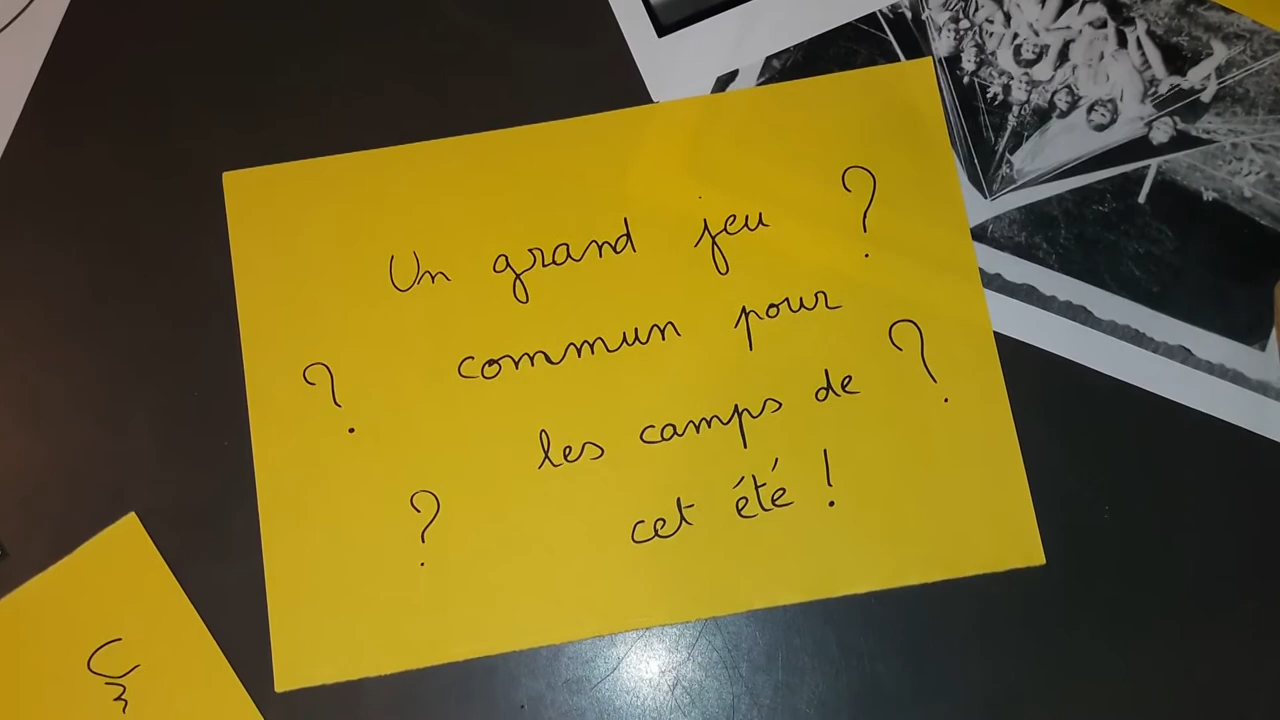 Un grand jeu ?
? commun pour
les camps de ?
? cet été !